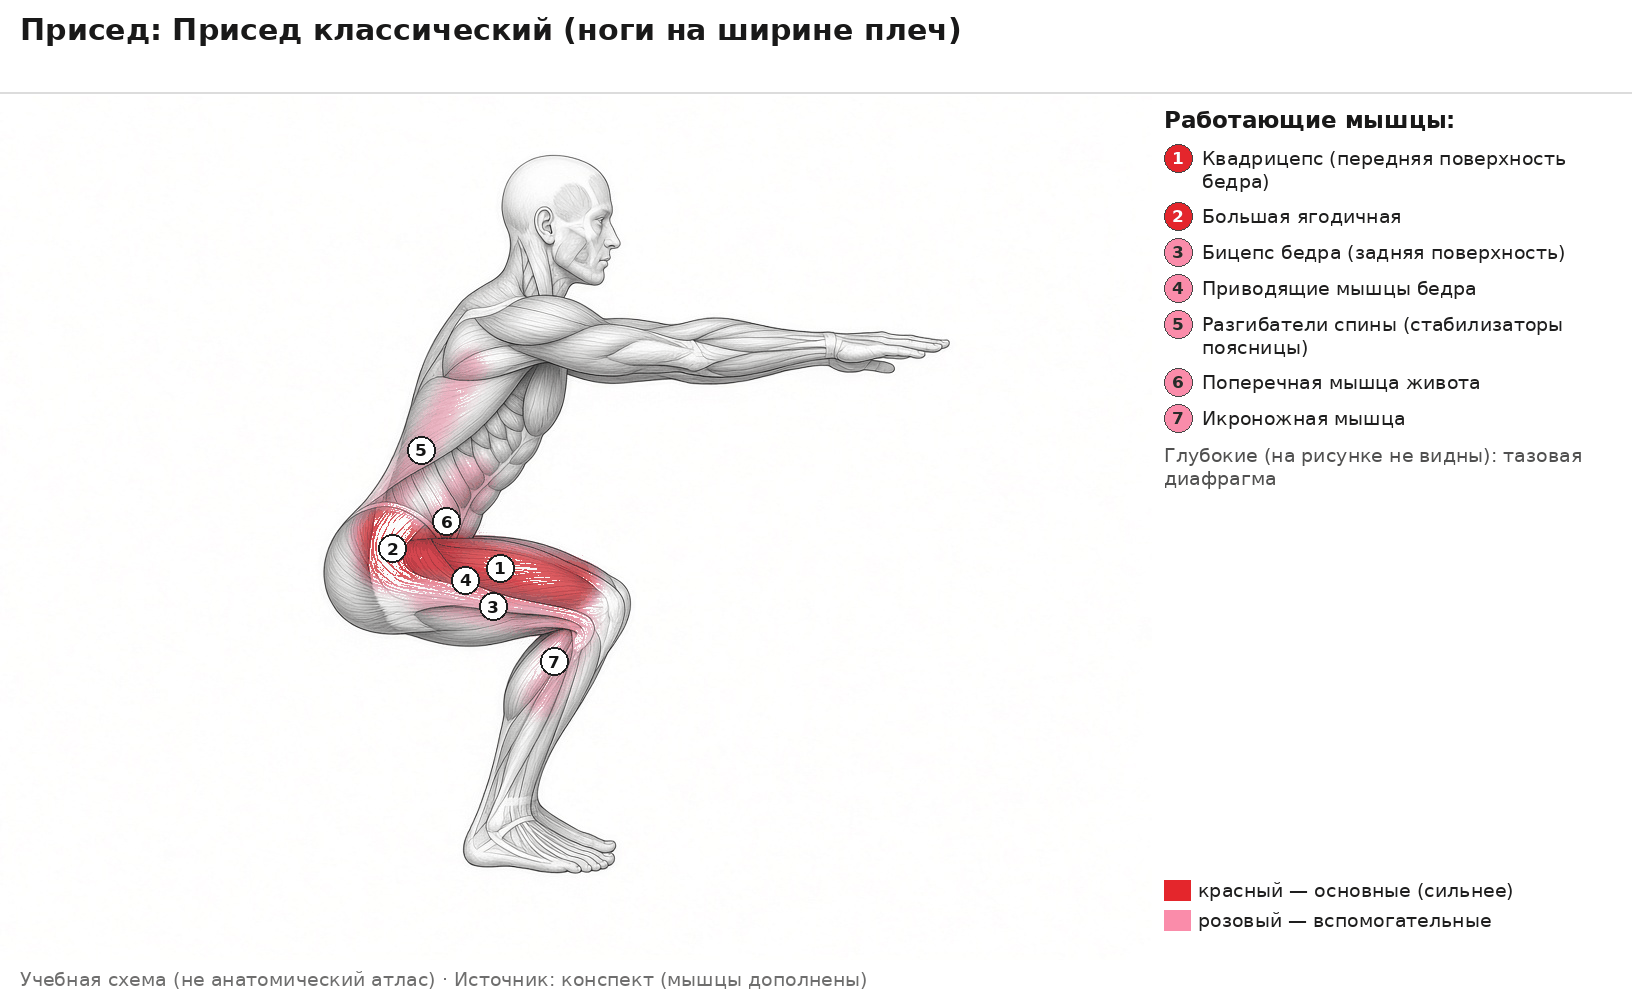 Присед: Присед классический (ноги на ширине плеч)
Работающие мышцы:
1 Квадрицепс (передняя поверхность
бедра)
2 Большая ягодичная
3 Бицепс бедра (задняя поверхность)
4 Приводящие мышцы бедра
5 Разгибатели спины (стабилизаторы
поясницы)
6 Поперечная мышца живота
7 Икроножная мышца
Глубокие (на рисунке не видны): тазовая
диафрагма
5
6
2
1
4
3
7
красный — основные (сильнее)
розовый — вспомогательные
Учебная схема (не анатомический атлас) · Источник: конспект (мышцы дополнены)